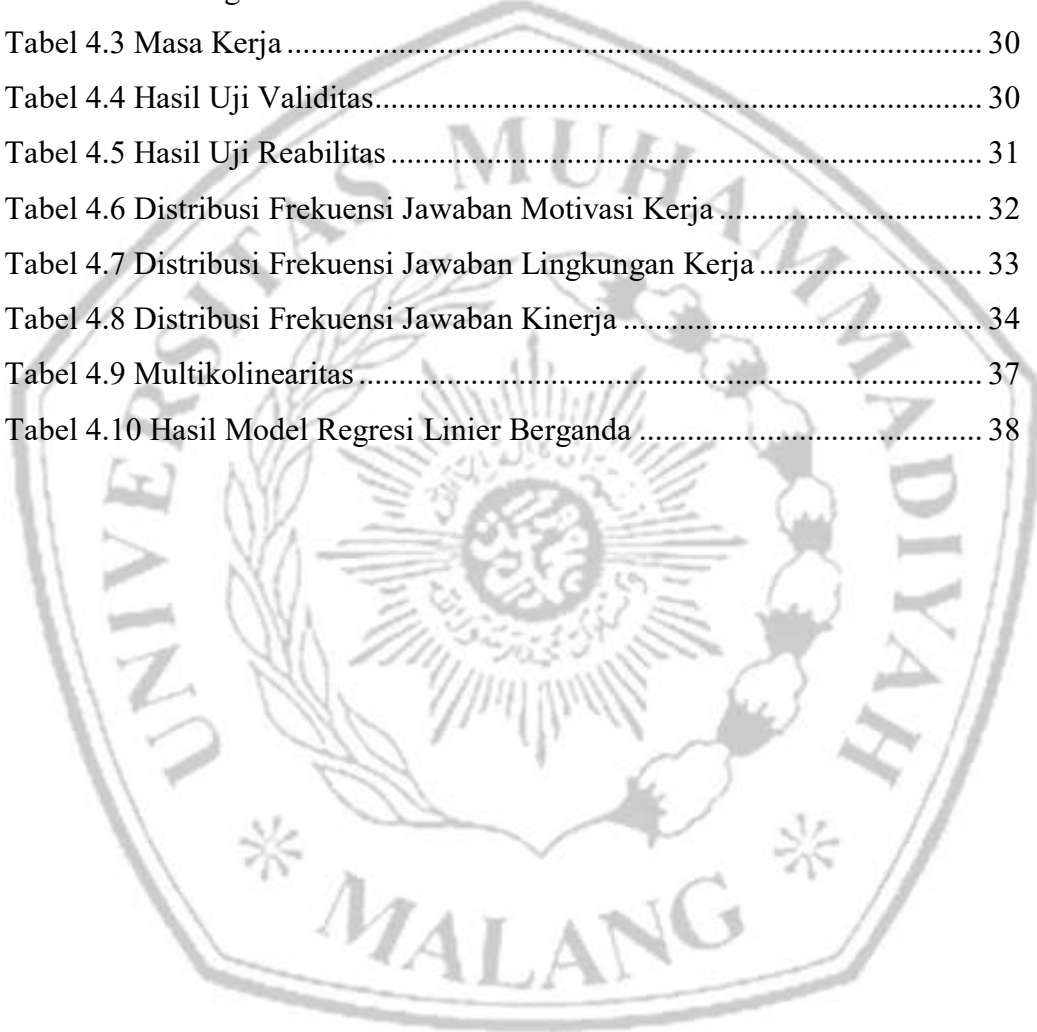 Tabel 4.3 Masa Kerja ........................................................................................ 30
Tabel 4.4 Hasil Uji Validitas............................................................................. 30
Tabel 4.5 Hasil Uji Reabilitas ........................................................................... 31
Tabel 4.6 Distribusi Frekuensi Jawaban Motivasi Kerja ................................. 32
Tabel 4.7 Distribusi Frekuensi Jawaban Lingkungan Kerja ............................ 33
Tabel 4.8 Distribusi Frekuensi Jawaban Kinerja ............................................. 34
Tabel 4.9 Multikolinearitas ............................................................................... 37
Tabel 4.10 Hasil Model Regresi Linier Berganda ........................................... 38
UNIVERSITAS MUHAMMADIYAH
MALANG